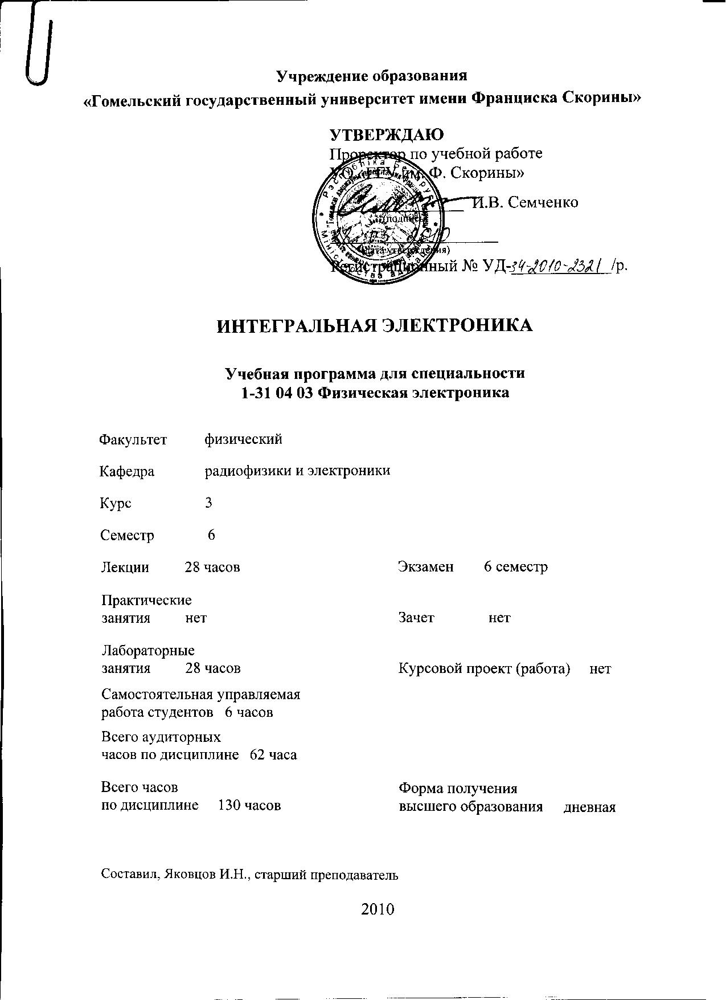 Учреждение образования
«Гомельский государственный университет имени Франциска Скорины»
УТВЕРЖДАЮ
Проректор по учебной работе
УО «ГГУ им. Ф. Скорины»
И.В. Семченко
(подпись)
2010
(дата утверждения)
Регистрационный № УД-34-2010-2321 /р.
ИНТЕГРАЛЬНАЯ ЭЛЕКТРОНИКА
Учебная программа для специальности
1-31 04 03 Физическая электроника
Факультет физический
Кафедра радиофизики и электроники
Курс 3
Семестр 6
Лекции 28 часов Экзамен 6 семестр
Практические
занятия нет Зачет нет
Лабораторные
занятия 28 часов Курсовой проект (работа) нет
Самостоятельная управляемая
работа студентов 6 часов
Всего аудиторных
часов по дисциплине 62 часа
Всего часов Форма получения
по дисциплине 130 часов высшего образования дневная
Составил, Яковцов И.Н., старший преподаватель
2010